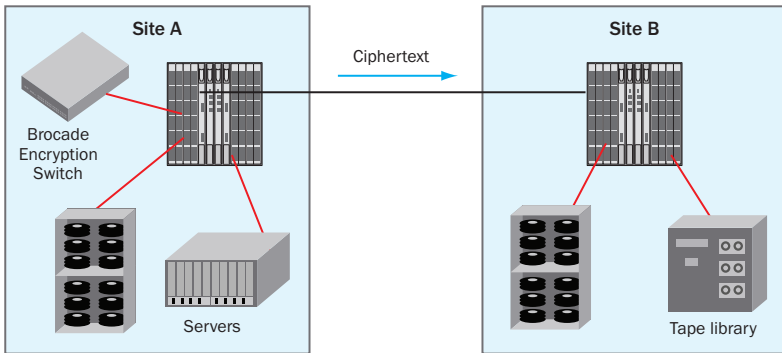 Site A
Site B
Ciphertext
Brocade
Encryption
Switch
Servers
Tape library